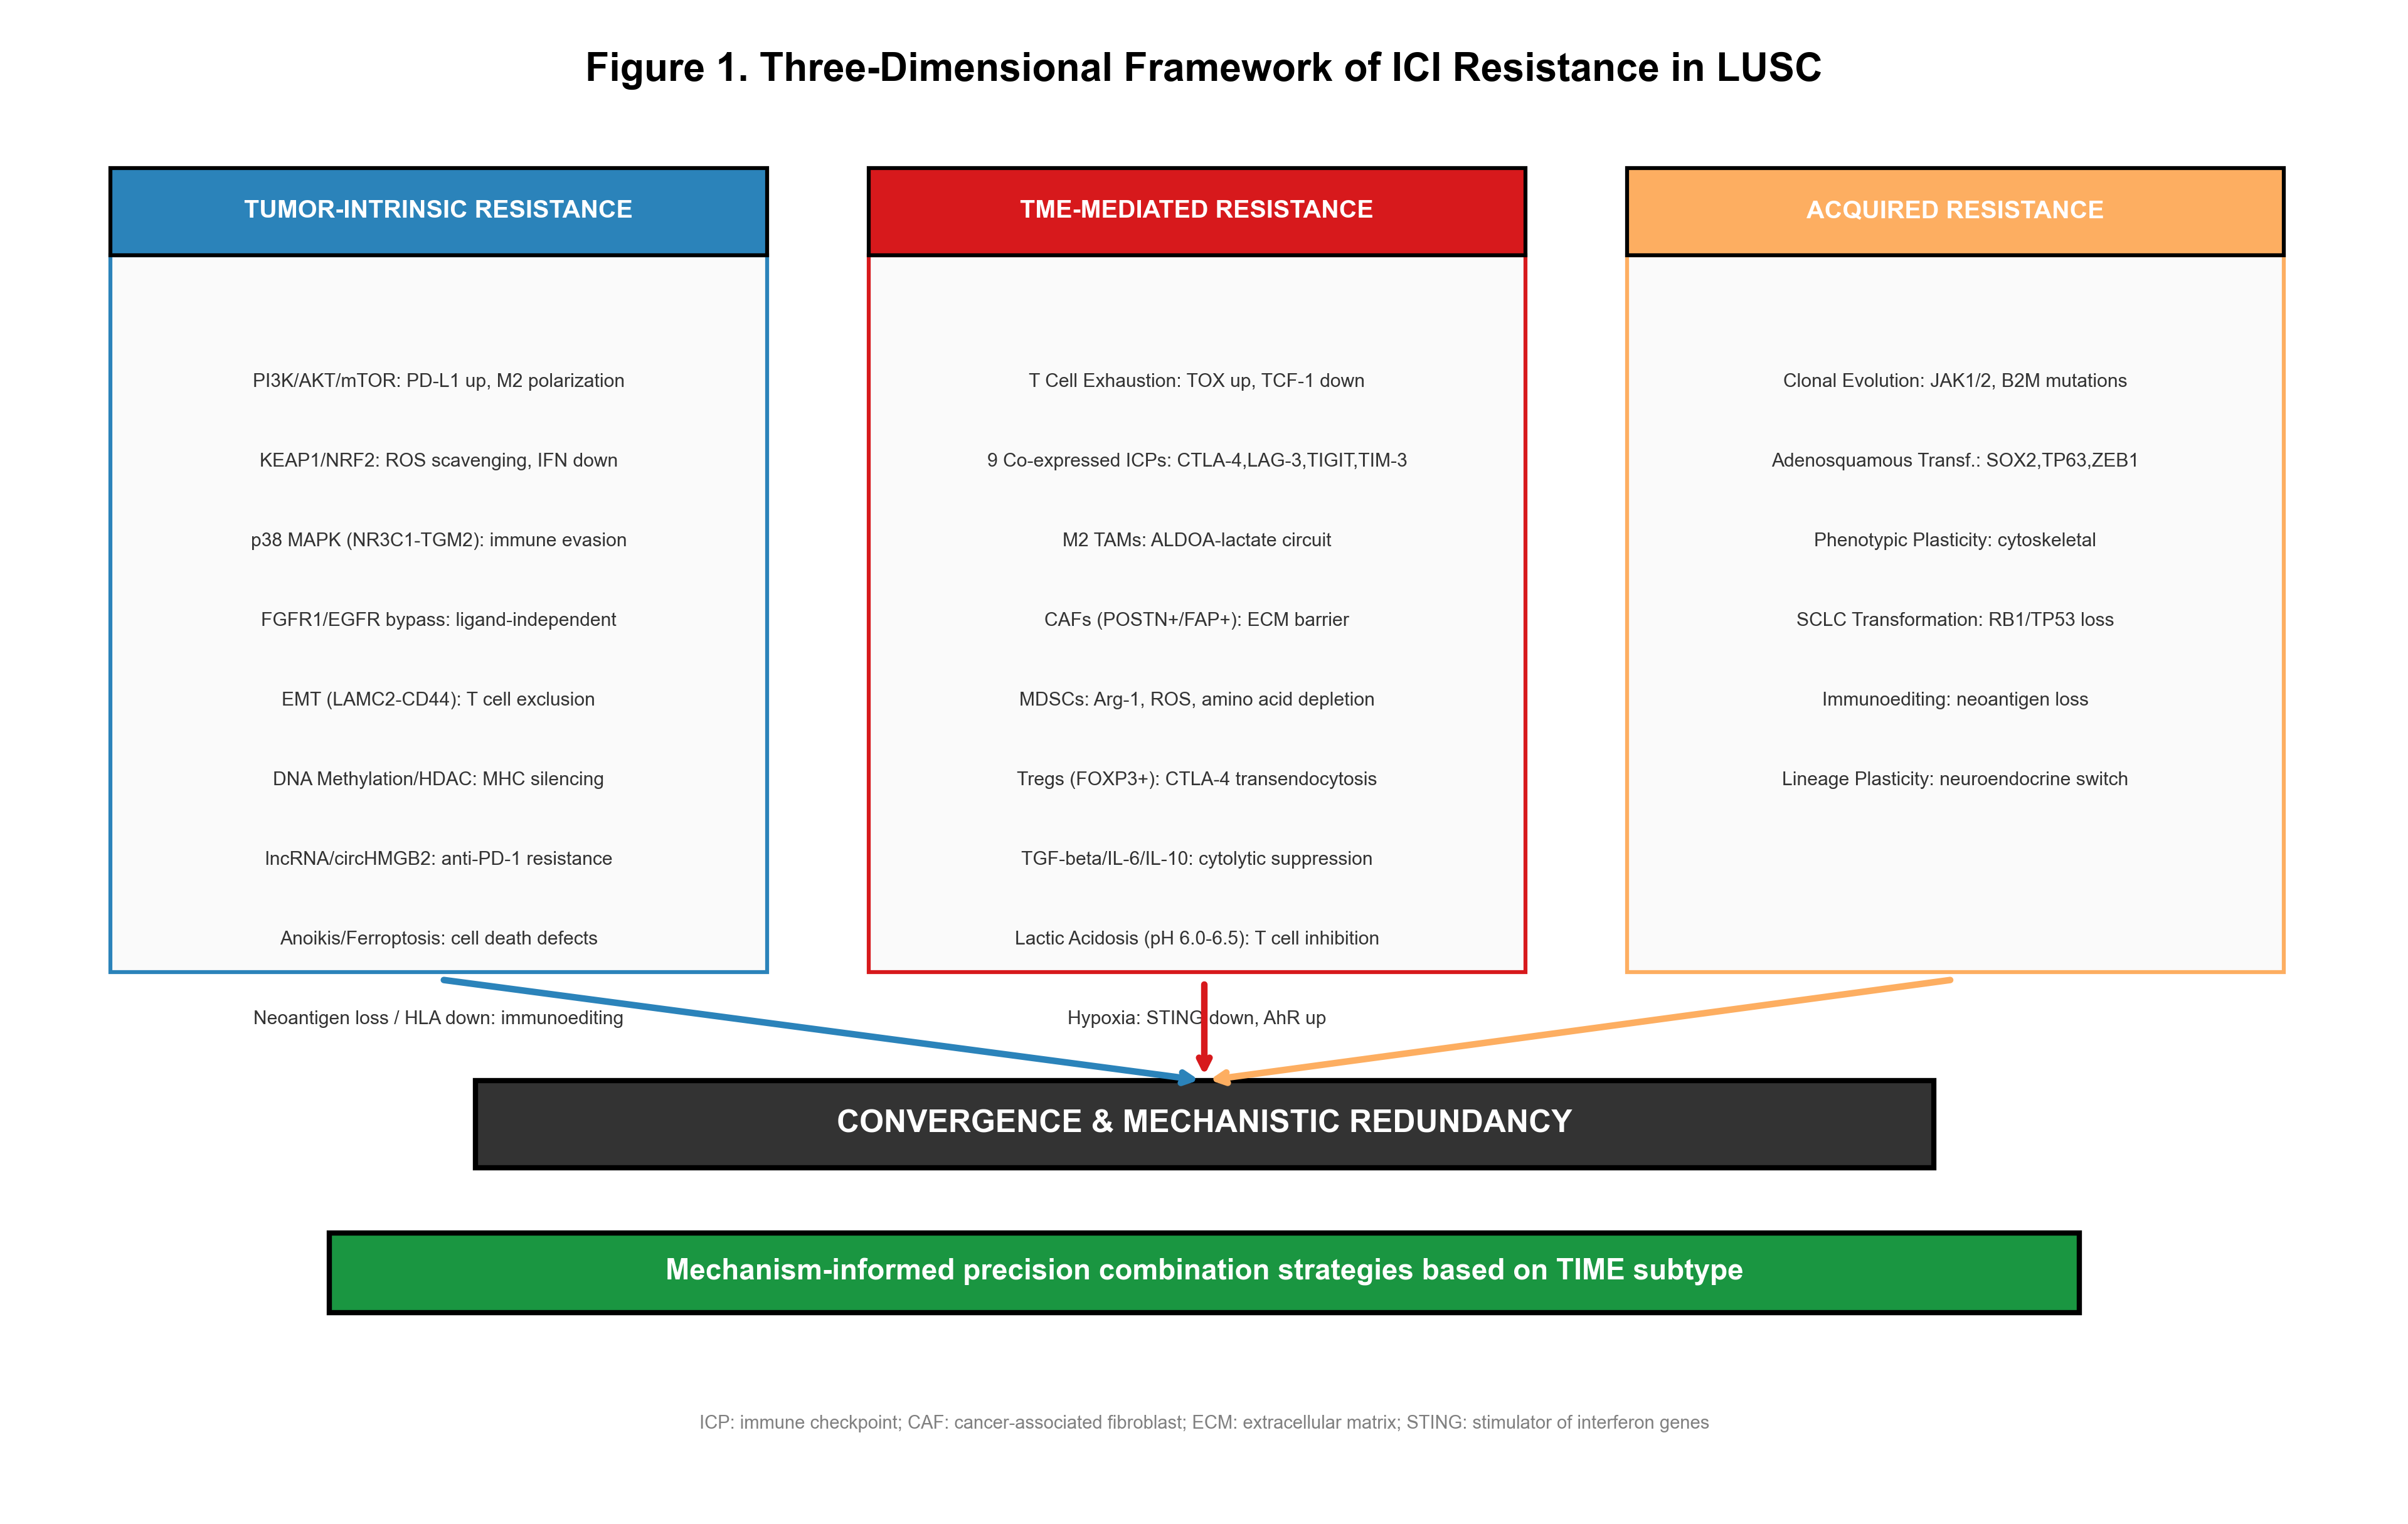 Figure 1. Three-Dimensional Framework of ICI Resistance in LUSC
TUMOR-INTRINSIC RESISTANCE
PI3K/AKT/mTOR: PD-L1 up, M2 polarization
KEAP1/NRF2: ROS scavenging, IFN down
p38 MAPK (NR3C1-TGM2): immune evasion
FGFR1/EGFR bypass: ligand-independent
EMT (LAMC2-CD44): T cell exclusion
DNA Methylation/HDAC: MHC silencing
lncRNA/circHMGB2: anti-PD-1 resistance
Anoikis/Ferroptosis: cell death defects
Neoantigen loss / HLA down: immunoediting
TME-MEDIATED RESISTANCE
T Cell Exhaustion: TOX up, TCF-1 down
9 Co-expressed ICPs: CTLA-4,LAG-3,TIGIT,TIM-3
M2 TAMs: ALDOA-lactate circuit
CAFs (POSTN+/FAP+): ECM barrier
MDSCs: Arg-1, ROS, amino acid depletion
Tregs (FOXP3+): CTLA-4 transendocytosis
TGF-beta/IL-6/IL-10: cytolytic suppression
Lactic Acidosis (pH 6.0-6.5): T cell inhibition
Hypoxia: STING down, AhR up
ACQUIRED RESISTANCE
Clonal Evolution: JAK1/2, B2M mutations
Adenosquamous Transf.: SOX2,TP63,ZEB1
Phenotypic Plasticity: cytoskeletal
SCLC Transformation: RB1/TP53 loss
Immunoediting: neoantigen loss
Lineage Plasticity: neuroendocrine switch
CONVERGENCE & MECHANISTIC REDUNDANCY
Mechanism-informed precision combination strategies based on TIME subtype
ICP: immune checkpoint; CAF: cancer-associated fibroblast; ECM: extracellular matrix; STING: stimulator of interferon genes